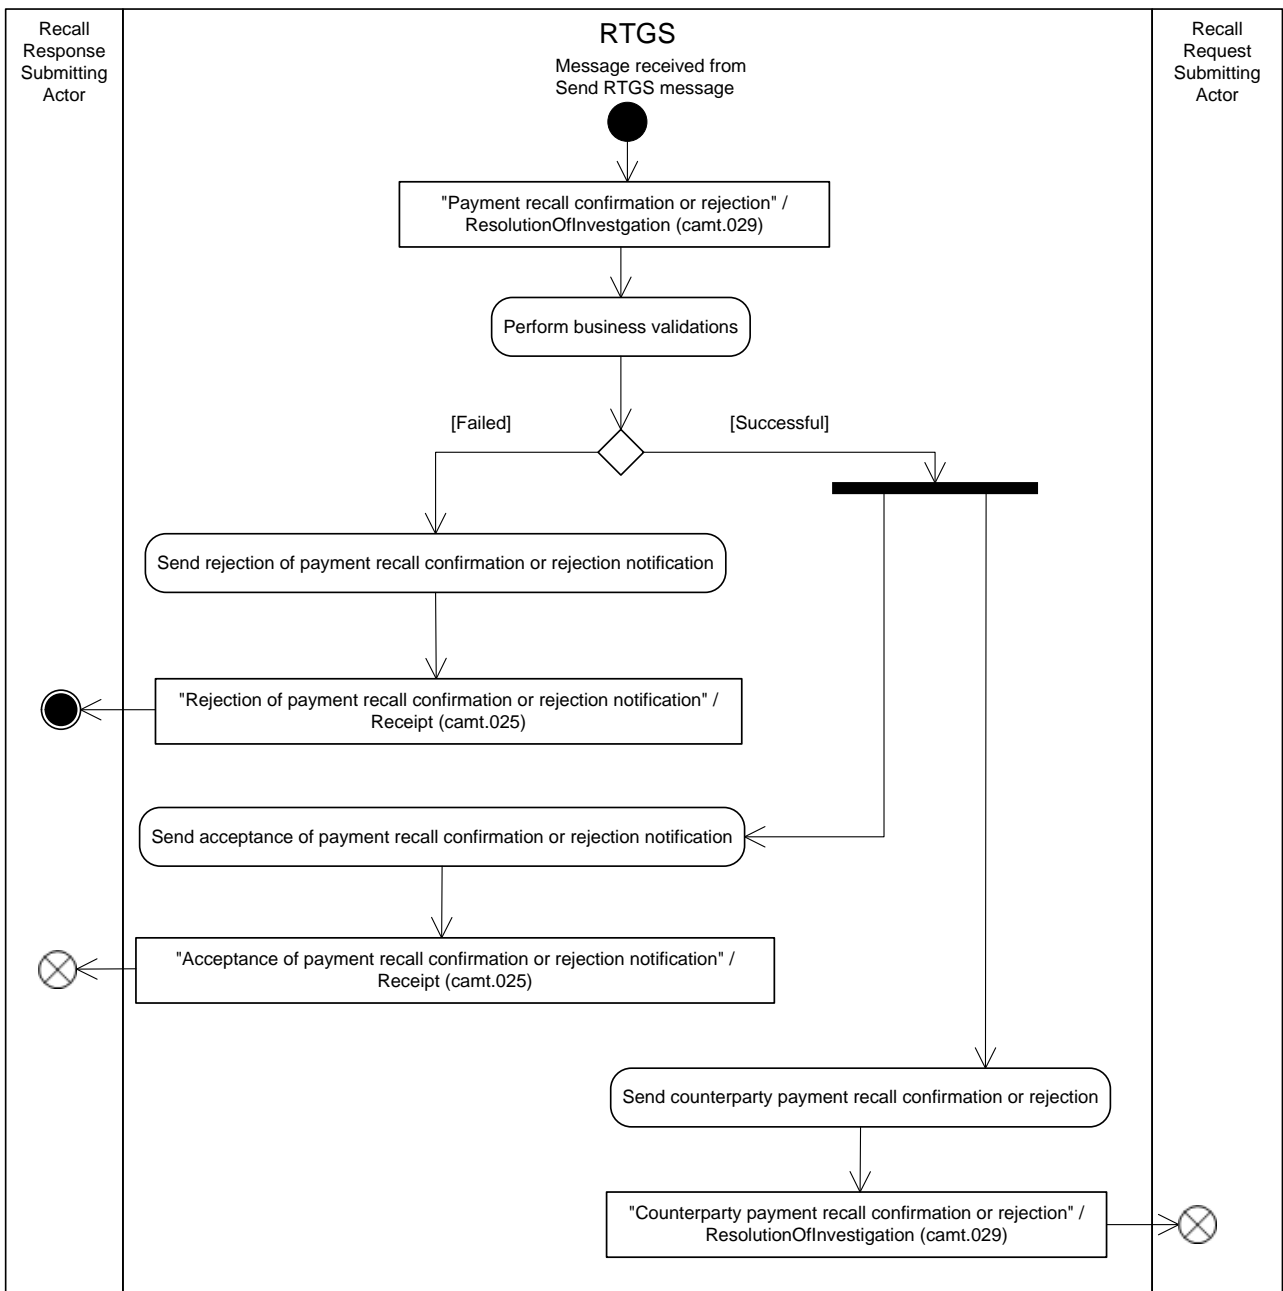 Recall
Response
Submitting
Actor
RTGS
Message received from
Send RTGS message
Recall
Request
Submitting
Actor
"Payment recall confirmation or rejection" /
ResolutionOfInvestgation (camt.029)
Perform business validations
[Failed]
[Successful]
Send rejection of payment recall confirmation or rejection notification
"Rejection of payment recall confirmation or rejection notification" /
Receipt (camt.025)
Send acceptance of payment recall confirmation or rejection notification
"Acceptance of payment recall confirmation or rejection notification" /
Receipt (camt.025)
Send counterparty payment recall confirmation or rejection
"Counterparty payment recall confirmation or rejection" /
ResolutionOfInvestigation (camt.029)